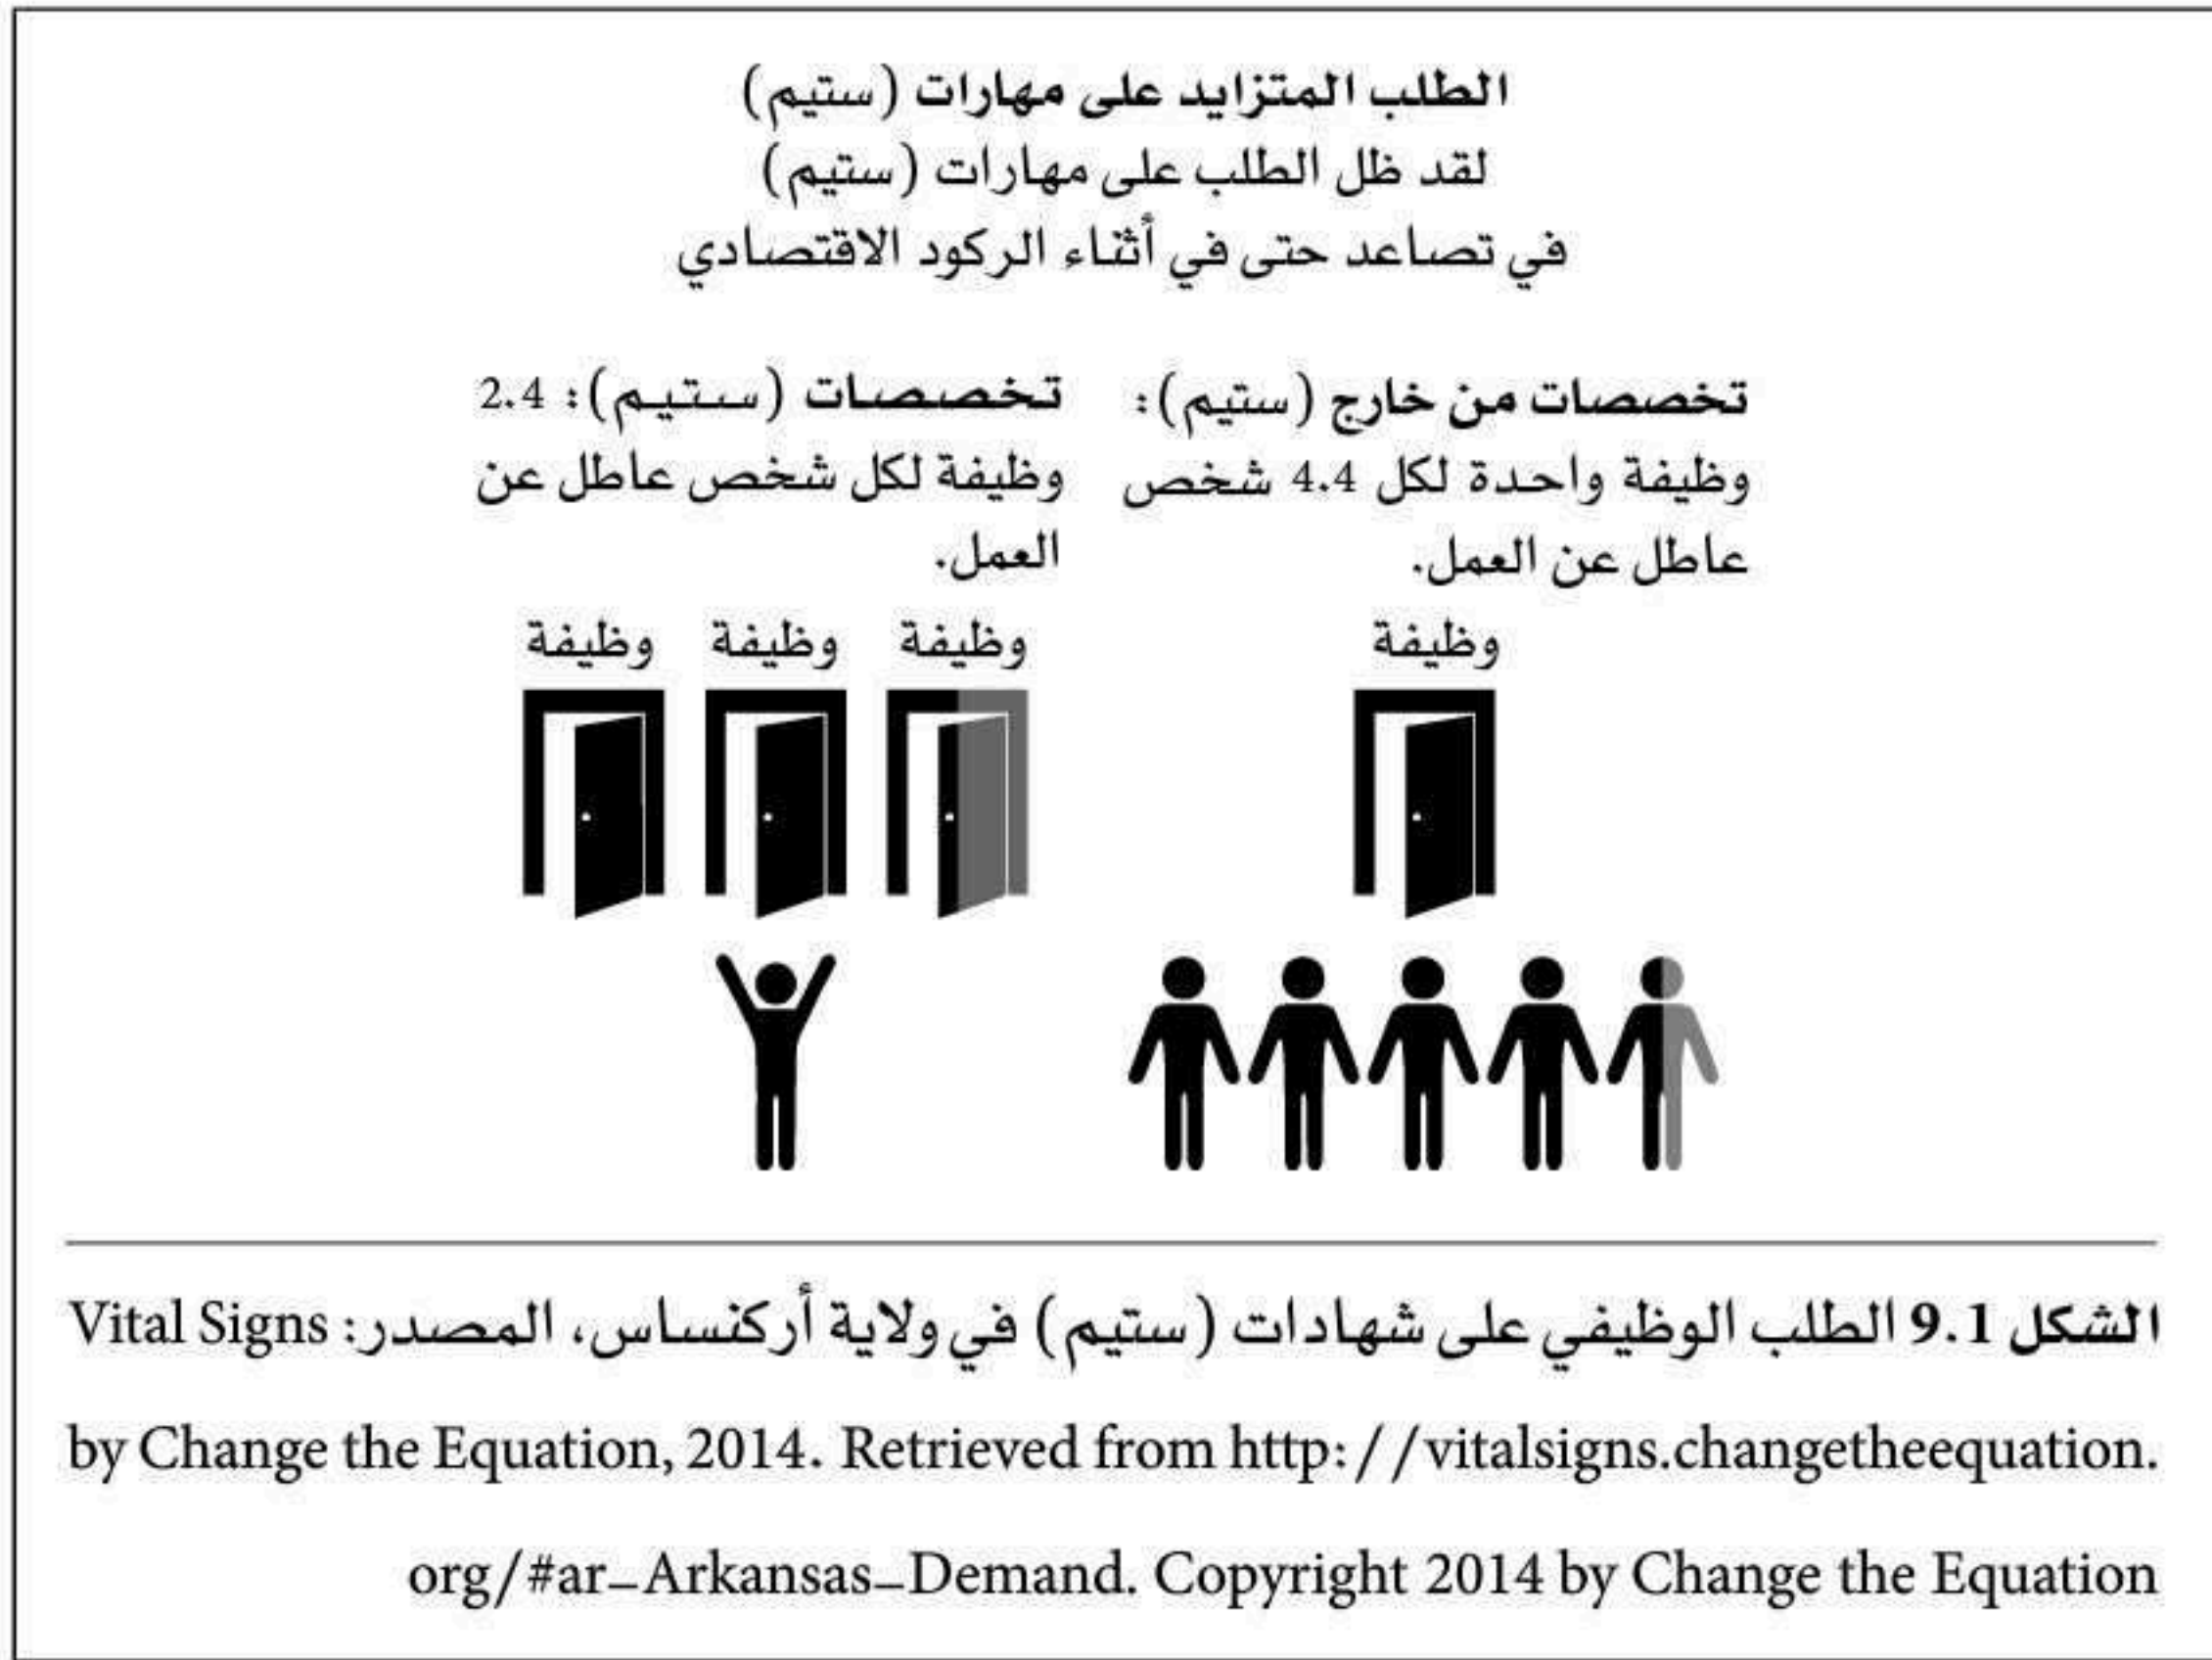 الطلب المتزايد على مهارات (ستيم)
لقد ظل الطلب على مهارات (ستيم)
في تصاعد حتى في أثناء الركود الاقتصادي
تخصصات من خارج (ستيم):
وظيفة واحدة لكل 4.4 شخص
عاطل عن العمل.
وظيفة
تخصصات (ستيم): 2.4
وظيفة لكل شخص عاطل عن
العمل.
وظيفة وظيفة وظيفة
الشكل 9.1 الطلب الوظيفي على شهادات (ستيم) في ولاية أركنساس، المصدر: Vital Signs
by Change the Equation, 2014. Retrieved from http://vitalsigns.changetheequation.
org/#ar–Arkansas–Demand. Copyright 2014 by Change the Equation